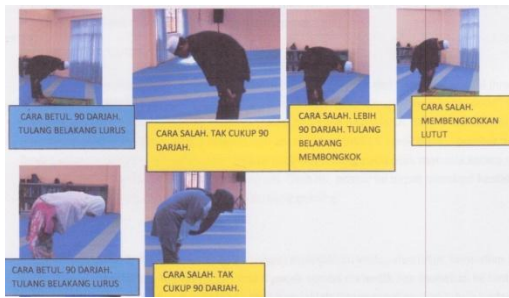 CARA BETUL. 90 DARJAH.
TULANG BELAKANG LURUS
CARA SALAH. TAK CUKUP 90
DARJAH.
CARA SALAH. LEBIH
90 DARJAH. TULANG
BELAKANG
MEMBONGKOK
CARA SALAH.
MEMBENGKOKKAN
LUTUT
CARA BETUL. 90 DARJAH.
TULANG BELAKANG LURUS
CARA SALAH. TAK
CUKUP 90 DARJAH.